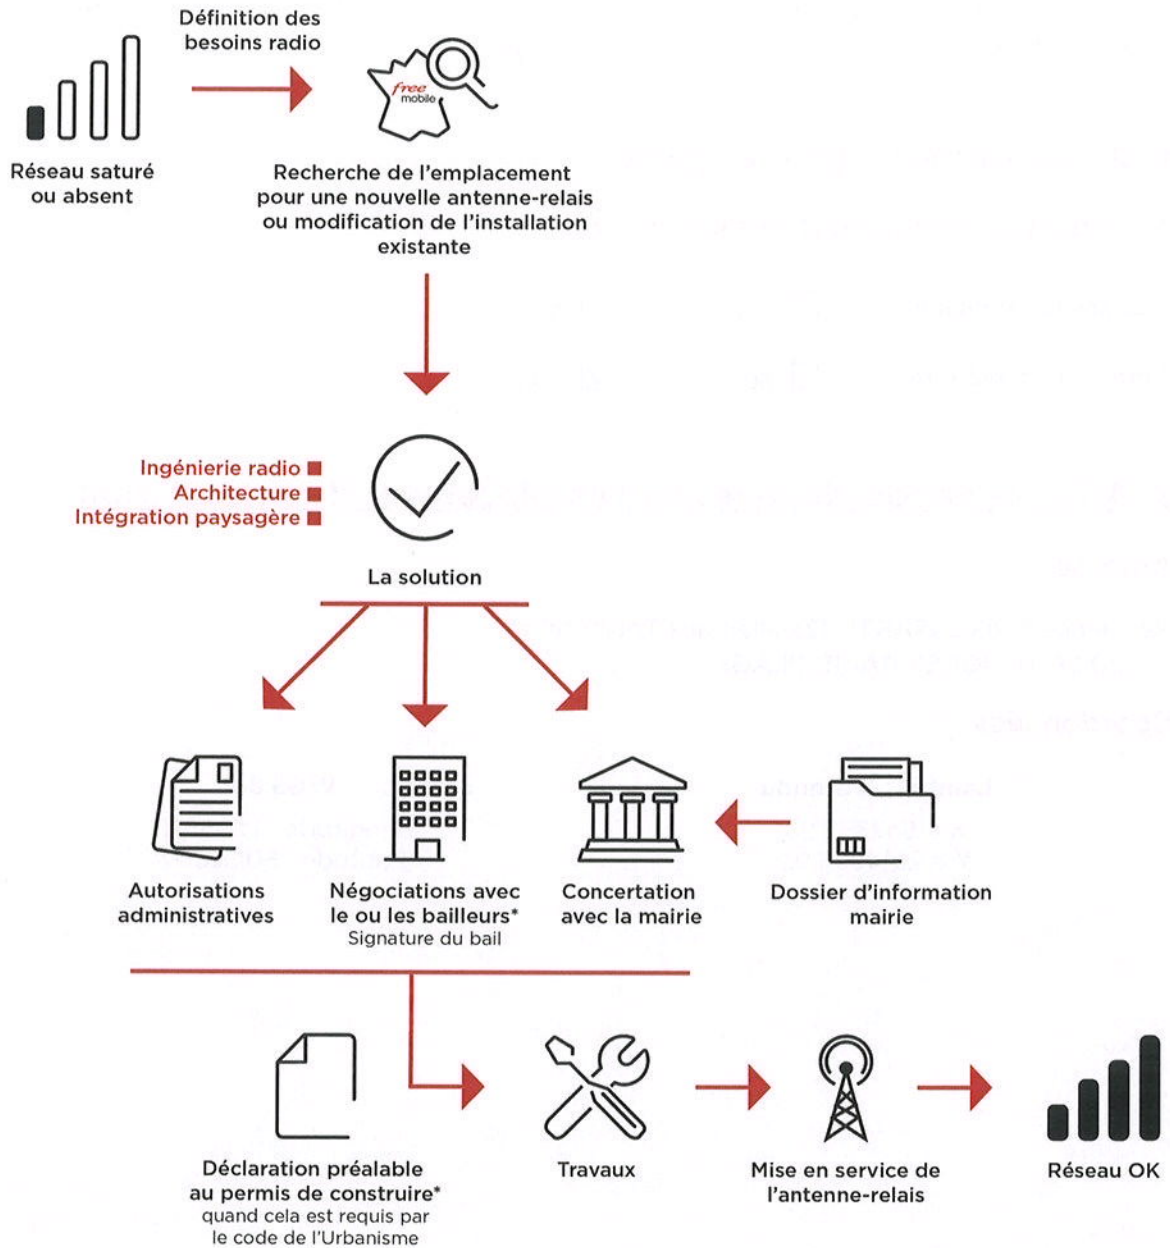 Définition des
besoins radio
free
mobile
Réseau saturé
ou absent
Recherche de l'emplacement
pour une nouvelle antenne-relais
ou modification de l'installation
existante
Ingénierie radio
Architecture
Intégration paysagère
La solution
Autorisations
administratives
Négociations avec
le ou les bailleurs*
Signature du bail
Concertation
avec la mairie
Dossier d'information
mairie
Déclaration préalable
au permis de construire*
quand cela est requis par
le code de l'Urbanisme
Travaux
Mise en service de
l'antenne-relais
Réseau OK